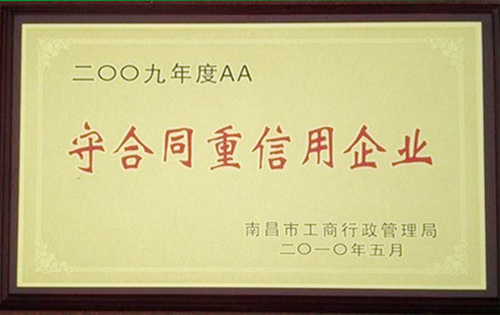 二〇〇九年度AA
守合同重信用企业
南昌市工商行政管理局
二〇一〇年五月